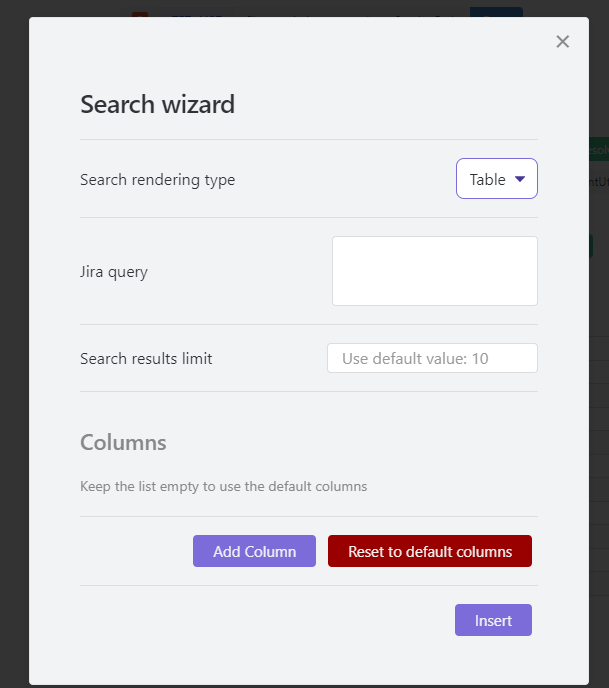 Search wizard
Search rendering type
Table
Jira query
Search results limit
Use default value: 10
Columns
Keep the list empty to use the default columns
Add Column
Reset to default columns
Insert